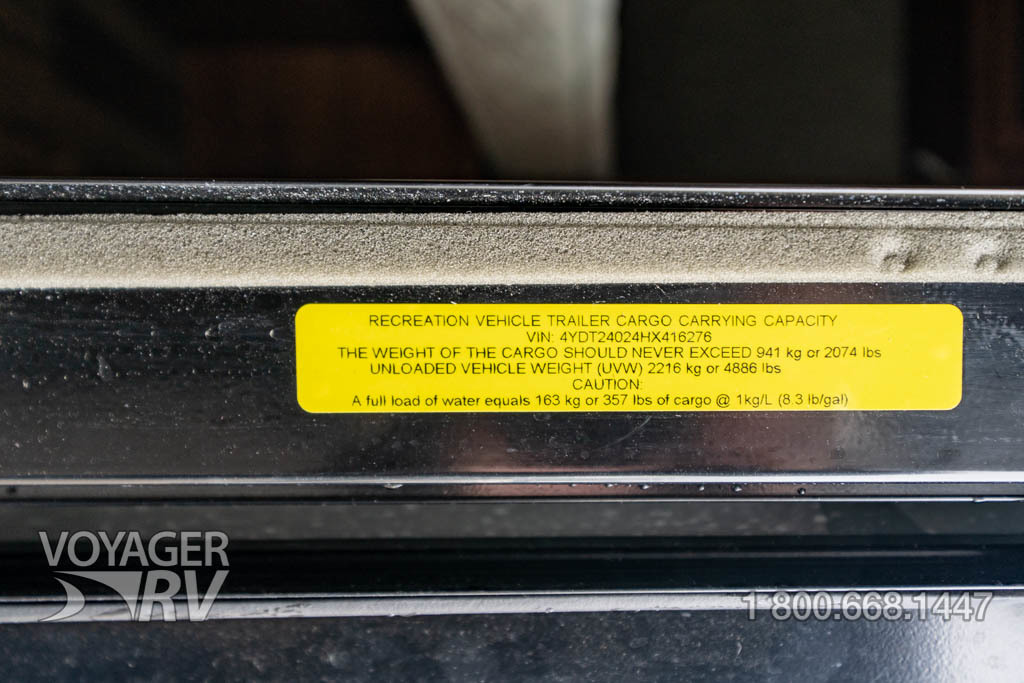 RECREATION VEHICLE TRAILER CARGO CARRYING CAPACITY
VIN: 4YDT24024HX416276
THE WEIGHT OF THE CARGO SHOULD NEVER EXCEED 941 kg or 2074 lbs
UNLOADED VEHICLE WEIGHT (UVW) 2216 kg or 4886 lbs
CAUTION:
A full load of water equals 163 kg or 357 lbs of cargo @ 1kg/L (8.3 lb/gal)
VOYAGER
RV
1 800.668.1447